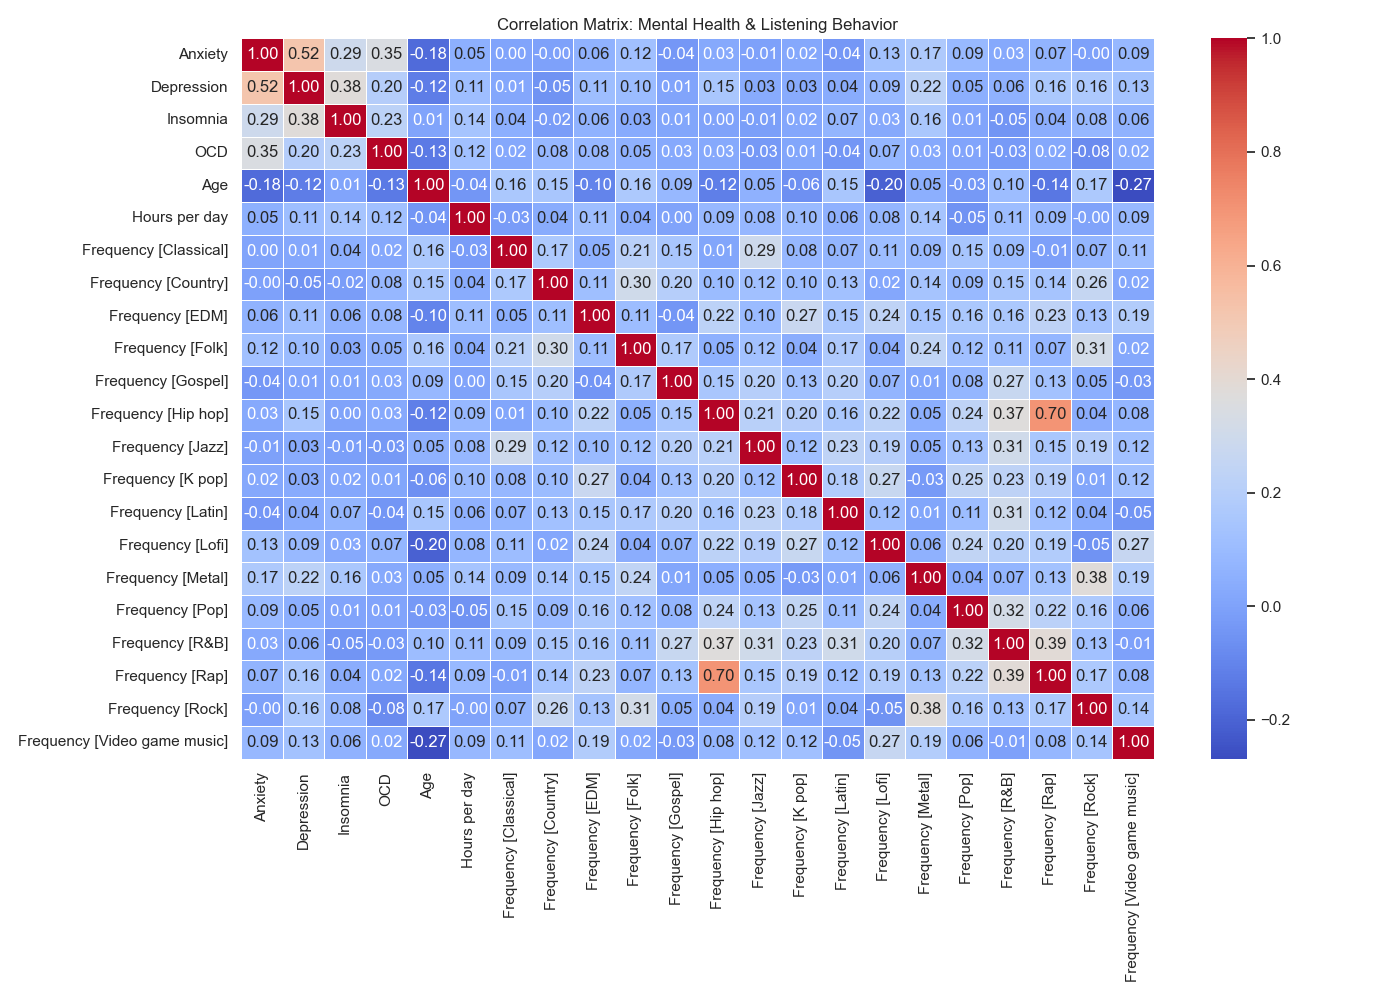 Correlation Matrix: Mental Health & Listening Behavior
Anxiety 1.00 0.52 0.29 0.35 -0.18 0.05 0.00 -0.00 0.06 0.12 -0.04 0.03 -0.01 0.02 -0.04 0.13 0.17 0.09 0.03 0.07 -0.00 0.09
Depression 0.52 1.00 0.38 0.20 -0.12 0.11 0.01 -0.05 0.11 0.10 0.01 0.15 0.03 0.03 0.04 0.09 0.22 0.05 0.06 0.16 0.16 0.13
Insomnia 0.29 0.38 1.00 0.23 0.01 0.14 0.04 -0.02 0.06 0.03 0.01 0.00 -0.01 0.02 0.07 0.03 0.16 0.01 -0.05 0.04 0.08 0.06
OCD 0.35 0.20 0.23 1.00 -0.13 0.12 0.02 0.08 0.08 0.05 0.03 0.03 -0.03 0.01 -0.04 0.07 0.03 0.01 -0.03 0.02 -0.08 0.02
Age -0.18 -0.12 0.01 -0.13 1.00 -0.04 0.16 0.15 -0.10 0.16 0.09 -0.12 0.05 -0.06 0.15 -0.20 0.05 -0.03 0.10 -0.14 0.17 -0.27
Hours per day 0.05 0.11 0.14 0.12 -0.04 1.00 -0.03 0.04 0.11 0.04 0.00 0.09 0.08 0.10 0.06 0.08 0.14 -0.05 0.11 0.09 -0.00 0.09
Frequency [Classical] 0.00 0.01 0.04 0.02 0.16 -0.03 1.00 0.17 0.05 0.21 0.15 0.01 0.29 0.08 0.07 0.11 0.09 0.15 0.09 -0.01 0.07 0.11
Frequency [Country] -0.00 -0.05 -0.02 0.08 0.15 0.04 0.17 1.00 0.11 0.30 0.20 0.10 0.12 0.10 0.13 0.02 0.14 0.09 0.15 0.14 0.26 0.02
Frequency [EDM] 0.06 0.11 0.06 0.08 -0.10 0.11 0.05 0.11 1.00 0.11 -0.04 0.22 0.10 0.27 0.15 0.24 0.15 0.16 0.16 0.23 0.13 0.19
Frequency [Folk] 0.12 0.10 0.03 0.05 0.16 0.04 0.21 0.30 0.11 1.00 0.17 0.05 0.12 0.04 0.17 0.04 0.24 0.12 0.11 0.07 0.31 0.02
Frequency [Gospel] -0.04 0.01 0.01 0.03 0.09 0.00 0.15 0.20 -0.04 0.17 1.00 0.15 0.20 0.13 0.20 0.07 0.01 0.08 0.27 0.13 0.05 -0.03
Frequency [Hip hop] 0.03 0.15 0.00 0.03 -0.12 0.09 0.01 0.10 0.22 0.05 0.15 1.00 0.21 0.20 0.16 0.22 0.05 0.24 0.37 0.70 0.04 0.08
Frequency [Jazz] -0.01 0.03 -0.01 -0.03 0.05 0.08 0.29 0.12 0.10 0.12 0.20 0.21 1.00 0.12 0.23 0.19 0.05 0.13 0.31 0.15 0.19 0.12
Frequency [K pop] 0.02 0.03 0.02 0.01 -0.06 0.10 0.08 0.10 0.27 0.04 0.13 0.20 0.12 1.00 0.18 0.27 -0.03 0.25 0.23 0.19 0.01 0.12
Frequency [Latin] -0.04 0.04 0.07 -0.04 0.15 0.06 0.07 0.13 0.15 0.17 0.20 0.16 0.23 0.18 1.00 0.12 0.01 0.11 0.31 0.12 0.04 -0.05
Frequency [Lofi] 0.13 0.09 0.03 0.07 -0.20 0.08 0.11 0.02 0.24 0.04 0.07 0.22 0.19 0.27 0.12 1.00 0.06 0.24 0.20 0.19 -0.05 0.27
Frequency [Metal] 0.17 0.22 0.16 0.03 0.05 0.14 0.09 0.14 0.15 0.24 0.01 0.05 0.05 -0.03 0.01 0.06 1.00 0.04 0.07 0.13 0.38 0.19
Frequency [Pop] 0.09 0.05 0.01 0.01 -0.03 -0.05 0.15 0.09 0.16 0.12 0.08 0.24 0.13 0.25 0.11 0.24 0.04 1.00 0.32 0.22 0.16 0.06
Frequency [R&B] 0.03 0.06 -0.05 -0.03 0.10 0.11 0.09 0.15 0.16 0.11 0.27 0.37 0.31 0.23 0.31 0.20 0.07 0.32 1.00 0.39 0.13 -0.01
Frequency [Rap] 0.07 0.16 0.04 0.02 -0.14 0.09 -0.01 0.14 0.23 0.07 0.13 0.70 0.15 0.19 0.12 0.19 0.13 0.22 0.39 1.00 0.17 0.08
Frequency [Rock] -0.00 0.16 0.08 -0.08 0.17 -0.00 0.07 0.26 0.13 0.31 0.05 0.04 0.19 0.01 0.04 -0.05 0.38 0.16 0.13 0.17 1.00 0.14
Frequency [Video game music] 0.09 0.13 0.06 0.02 -0.27 0.09 0.11 0.02 0.19 0.02 -0.03 0.08 0.12 0.12 -0.05 0.27 0.19 0.06 -0.01 0.08 0.14 1.00
Anxiety
Depression
Insomnia
OCD
Age
Hours per day
Frequency [Classical]
Frequency [Country]
Frequency [EDM]
Frequency [Folk]
Frequency [Gospel]
Frequency [Hip hop]
Frequency [Jazz]
Frequency [K pop]
Frequency [Latin]
Frequency [Lofi]
Frequency [Metal]
Frequency [Pop]
Frequency [R&B]
Frequency [Rap]
Frequency [Rock]
Frequency [Video game music]
1.0
0.8
0.6
0.4
0.2
0.0
−0.2